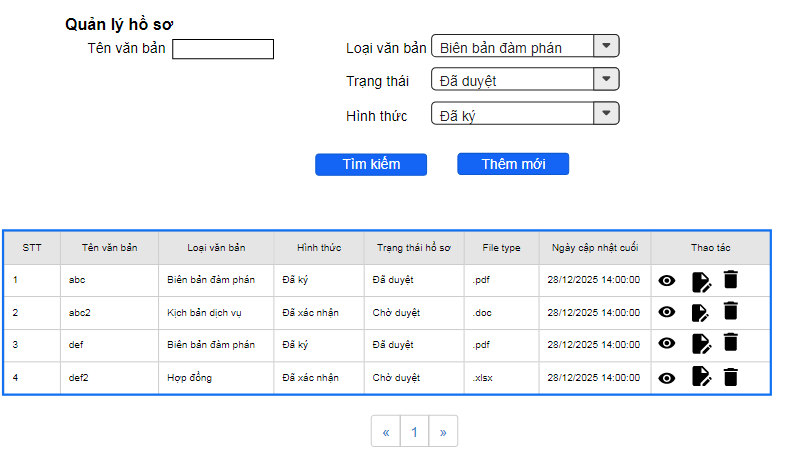 Quản lý hồ sơ
Tên văn bản
Loại văn bản Biên bản đàm phán
Trạng thái Đã duyệt
Hình thức Đã ký
Tìm kiếm Thêm mới
STT Tên văn bản Loại văn bản Hình thức Trạng thái hồ sơ File type Ngày cập nhật cuối Thao tác
1 abc Biên bản đàm phán Đã ký Đã duyệt .pdf 28/12/2025 14:00:00
2 abc2 Kịch bản dịch vụ Đã xác nhận Chờ duyệt .doc 28/12/2025 14:00:00
3 def Biên bản đàm phán Đã ký Đã duyệt .pdf 28/12/2025 14:00:00
4 def2 Hợp đồng Đã xác nhận Chờ duyệt .xlsx 28/12/2025 14:00:00
« 1 »